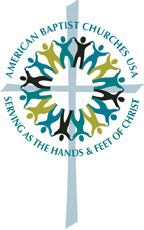 AMERICAN BAPTIST CHURCHES USA
SERVING AS THE HANDS & FEET OF CHRIST